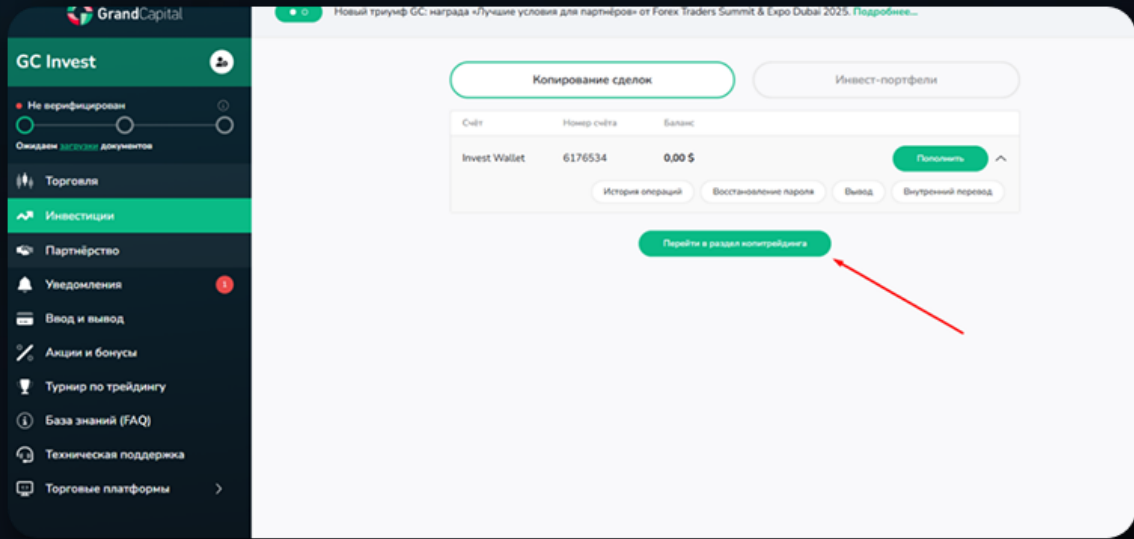 GrandCapital
Новый триумф GC: награда «Лучшие условия для партнёров» от Forex Traders Summit & Expo Dubai 2025. Подробнее...
GC Invest
Не верифицирован
Ожидаем загрузки документов
Торговля
Инвестиции
Партнёрство
Уведомления 1
Ввод и вывод
Акции и бонусы
Турнир по трейдингу
База знаний (FAQ)
Техническая поддержка
Торговые платформы
Копирование сделок Инвест-портфели
Счёт Номер счёта Баланс
Invest Wallet 6176534 0,00 $ Пополнить
История операций Восстановление пароля Вывод Внутренний перевод
Перейти в раздел копитрейдинга